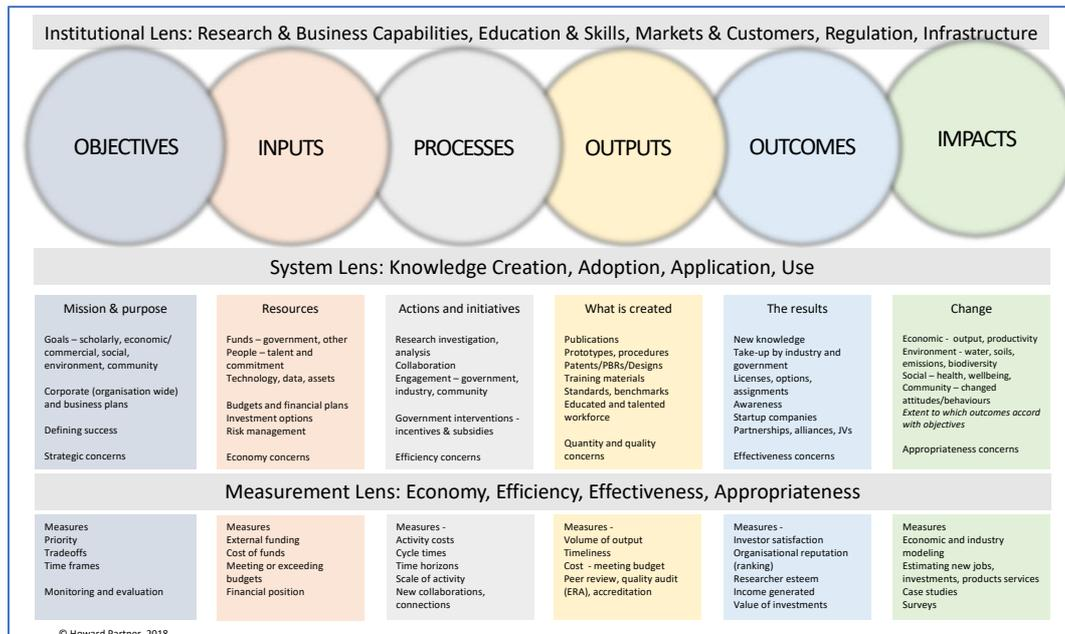 Institutional Lens: Research & Business Capabilities, Education & Skills, Markets & Customers, Regulation, Infrastructure
OBJECTIVES
INPUTS
PROCESSES
OUTPUTS
OUTCOMES
IMPACTS
System Lens: Knowledge Creation, Adoption, Application, Use
Mission & purpose
Goals – scholarly, economic/
commercial, social,
environment, community
Corporate (organisation wide)
and business plans
Defining success
Strategic concerns
Resources
Funds – government, other
People – talent and
commitment
Technology, data, assets
Budgets and financial plans
Investment options
Risk management
Economy concerns
Actions and initiatives
Research investigation,
analysis
Collaboration
Engagement – government,
industry, community
Government interventions -
incentives & subsidies
Efficiency concerns
What is created
Publications
Prototypes, procedures
Patents/PBRs/Designs
Training materials
Standards, benchmarks
Educated and talented
workforce
Quantity and quality
concerns
The results
New knowledge
Take-up by industry and
government
Licenses, options,
assignments
Awareness
Startup companies
Partnerships, alliances, JVs
Effectiveness concerns
Change
Economic - output, productivity
Environment - water, soils,
emissions, biodiversity
Social – health, wellbeing,
Community – changed
attitudes/behaviours
Extent to which outcomes accord
with objectives
Appropriateness concerns
Measurement Lens: Economy, Efficiency, Effectiveness, Appropriateness
Measures
Priority
Tradeoffs
Time frames
Monitoring and evaluation
Measures
External funding
Cost of funds
Meeting or exceeding
budgets
Financial position
Measures -
Activity costs
Cycle times
Time horizons
Scale of activity
New collaborations,
connections
Measures -
Volume of output
Timeliness
Cost - meeting budget
Peer review, quality audit
(ERA), accreditation
Measures -
Investor satisfaction
Organisational reputation
(ranking)
Researcher esteem
Income generated
Value of investments
Measures
Economic and industry
modeling
Estimating new jobs,
investments, products services
Case studies
Surveys
© Howard Partner, 2018